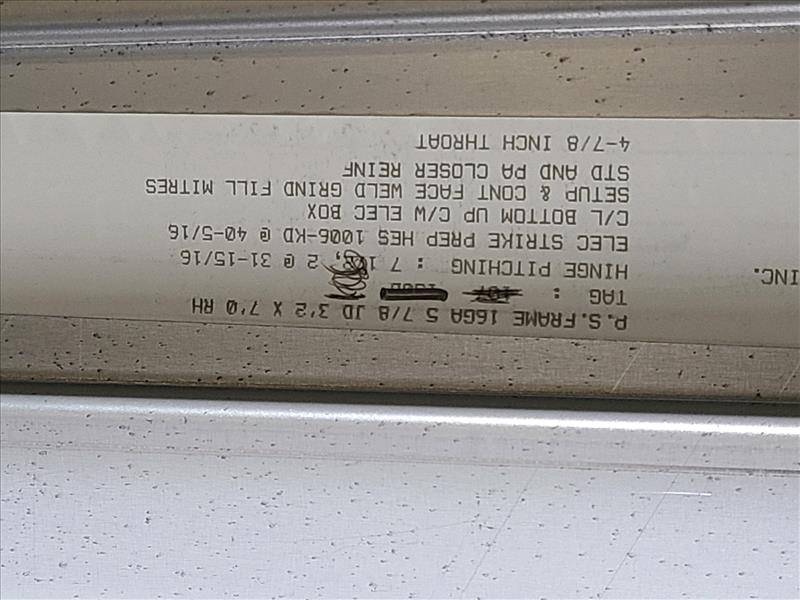 P.S.FRAME 16GA 5 7/8 JD 3'2 X 7'0 RH
TAG :
HINGE PITCHING : 7 2 @ 31-15/16
ELEC STRIKE PREP HES 1006-KD @ 40-5/16
C/L BOTTOM UP C/W ELEC BOX
SETUP & CONT FACE WELD GRIND FILL MITRES
STD AND PA CLOSER REINF
4-7/8 INCH THROAT
INC.